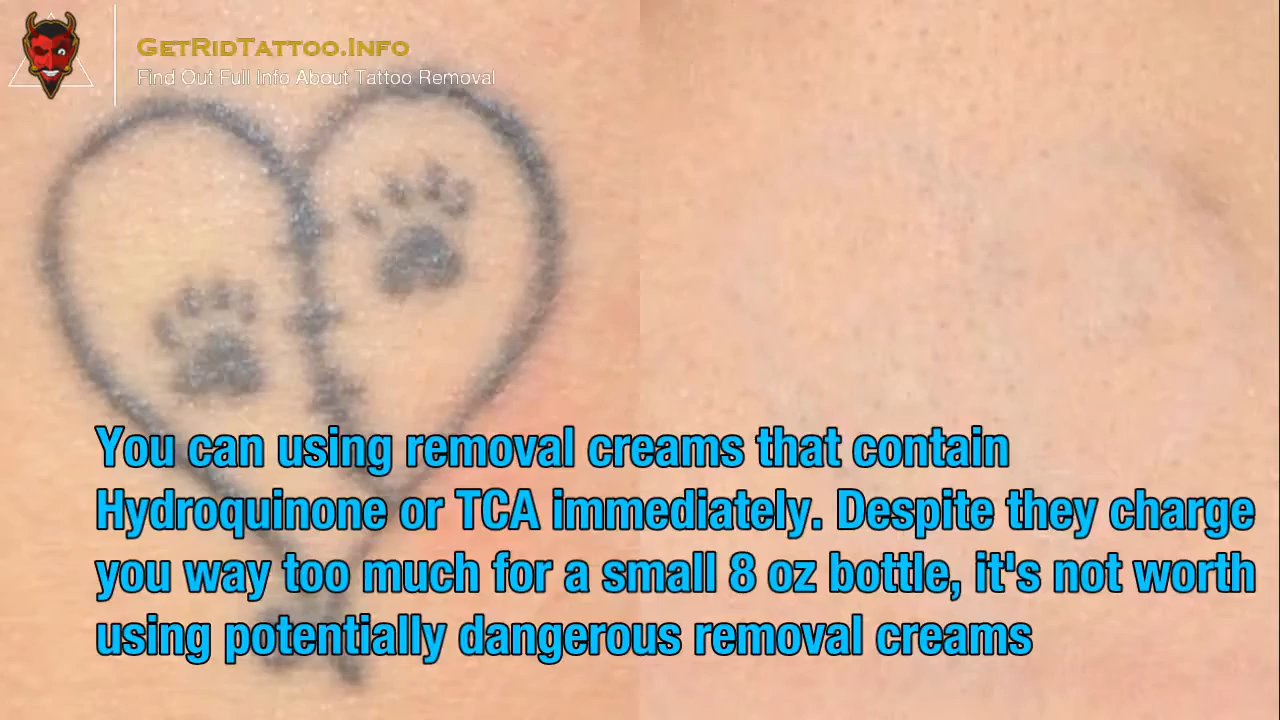 GetRidTattoo.Info
Find Out Full Info About Tattoo Removal
You can using removal creams that contain
Hydroquinone or TCA immediately. Despite they charge
you way too much for a small 8 oz bottle, it's not worth
using potentially dangerous removal creams